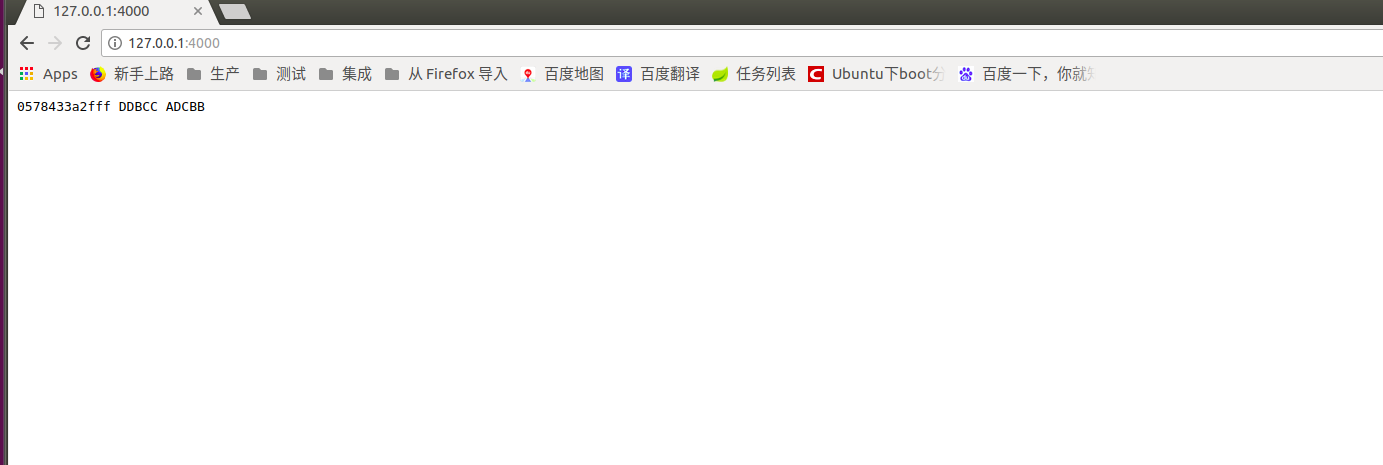 127.0.0.1:4000
127.0.0.1:4000
Apps 新手上路 生产 测试 集成 从 Firefox 导入 百度地图 译 百度翻译 任务列表 C Ubuntu下boot 百度一下，你就
0578433a2fff DDBCC ADCBB